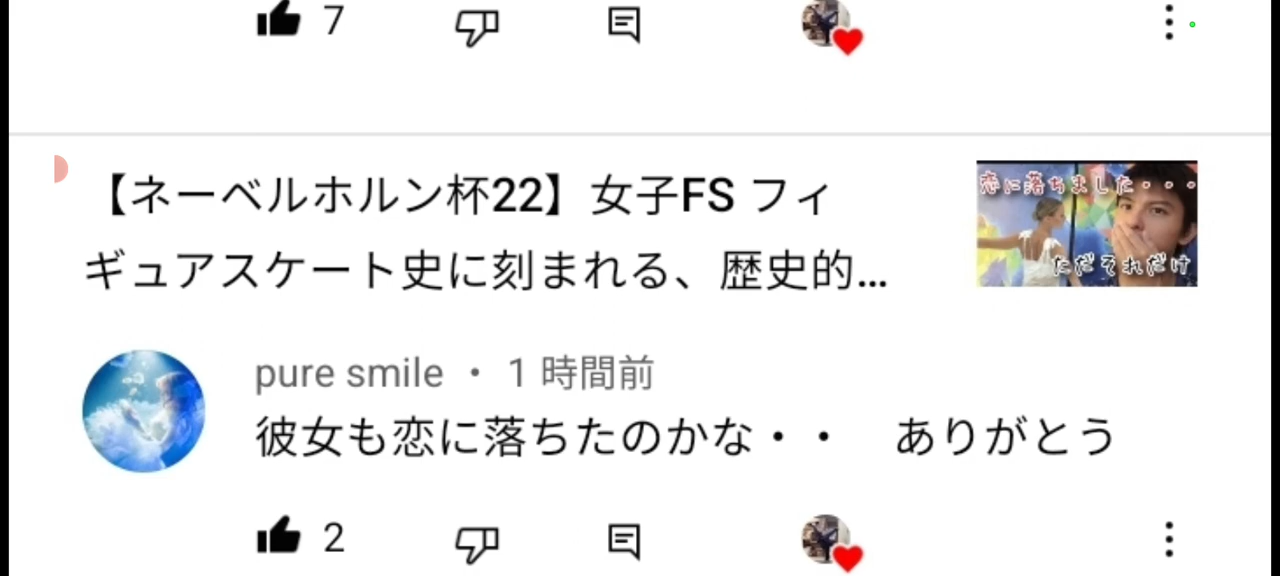 7
【ネーベルホルン杯22】女子FS フィ
ギュアスケート史に刻まれる、歴史的...
恋に落ちました・・・
ただそれだけ
pure smile ・ 1 時間前
彼女も恋に落ちたのかな・・　ありがとう
2